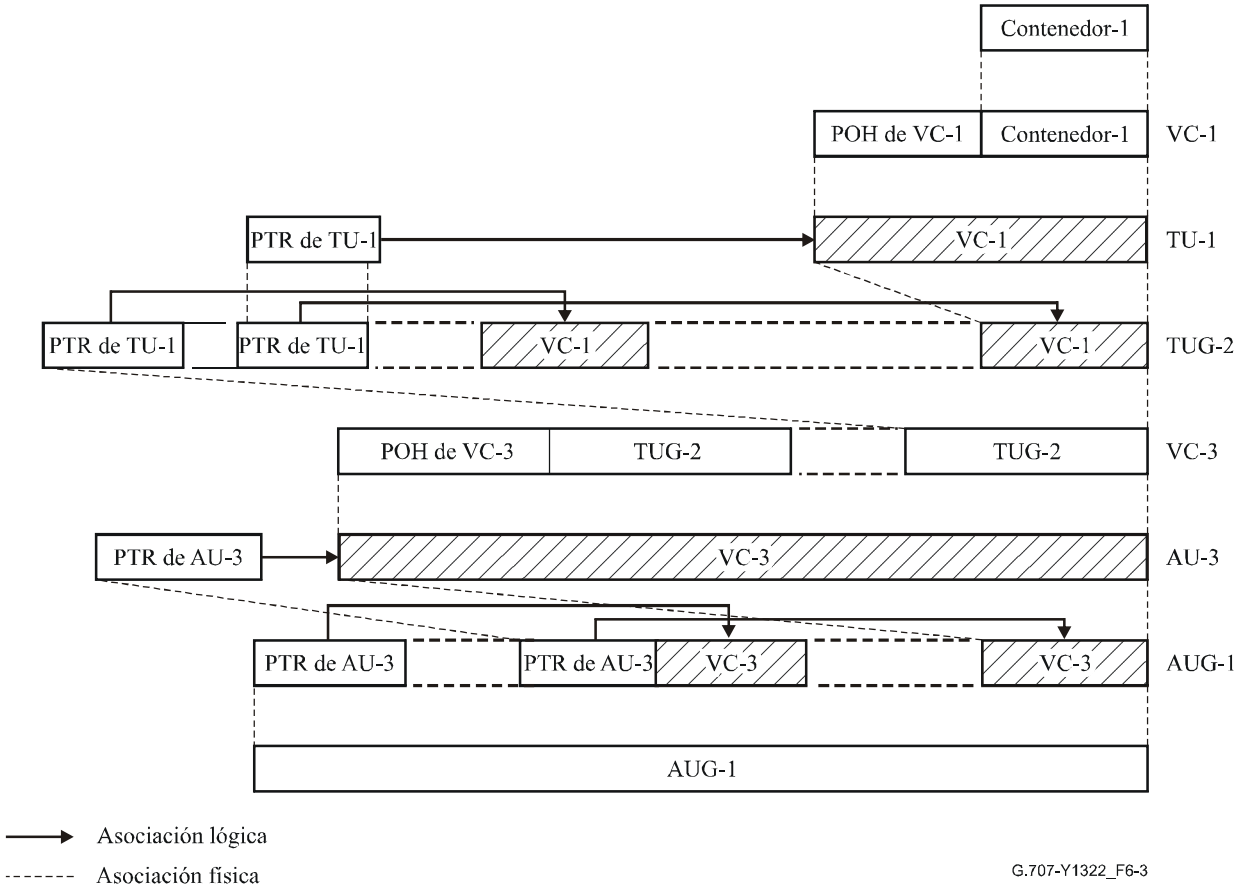 Contenedor-1
POH de VC-1 Contenedor-1 VC-1
PTR de TU-1 VC-1 TU-1
PTR de TU-1 PTR de TU-1 VC-1 VC-1 TUG-2
POH de VC-3 TUG-2 TUG-2 VC-3
PTR de AU-3 VC-3 AU-3
PTR de AU-3 PTR de AU-3 VC-3 VC-3 AUG-1
AUG-1
Asociación lógica
Asociación física
G.707-Y1322_F6-3